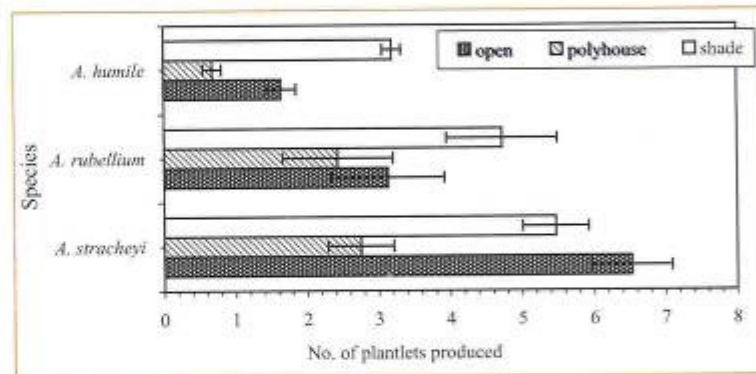 open polyhouse shade
A. humile
A. rubellium
A. stracheyi
Species
0 1 2 3 4 5 6 7 8
No. of plantlets produced